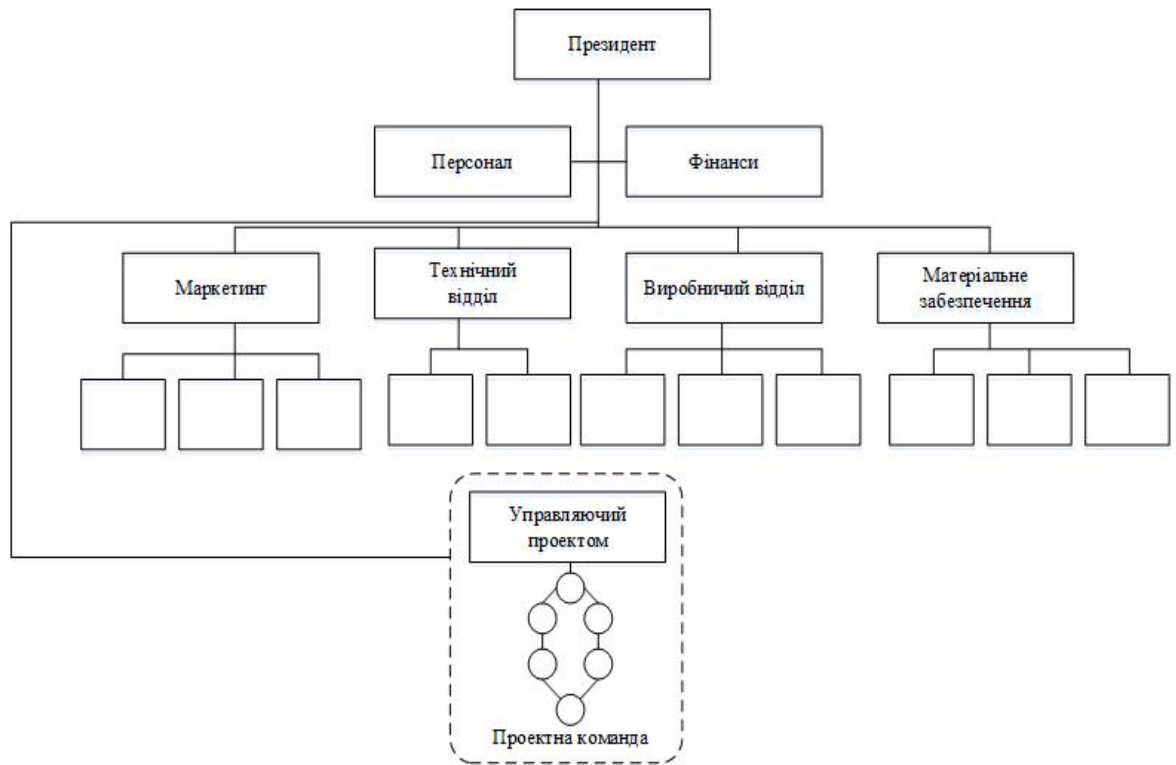 Президент
Персонал
Фінанси
Маркетинг
Технічний
відділ
Виробничий відділ
Матеріальне
забезпечення
Управляючий
проектом
Проектна команда